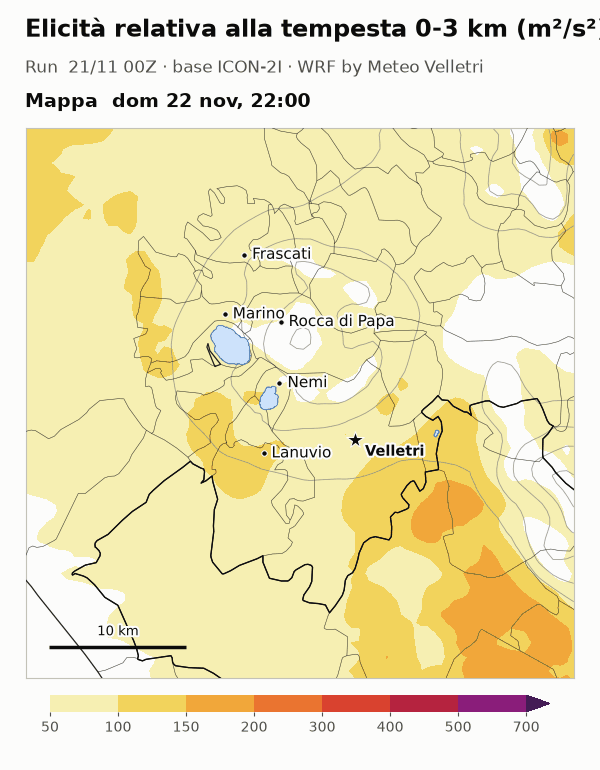 Elicità relativa alla tempesta 0-3 km (m²/s²)
Run 21/11 00Z · base ICON-2I · WRF by Meteo Velletri
Mappa dom 22 nov, 22:00
Frascati
Marino
Rocca di Papa
Nemi
Lanuvio
Velletri
10 km
50 100 150 200 300 400 500 700